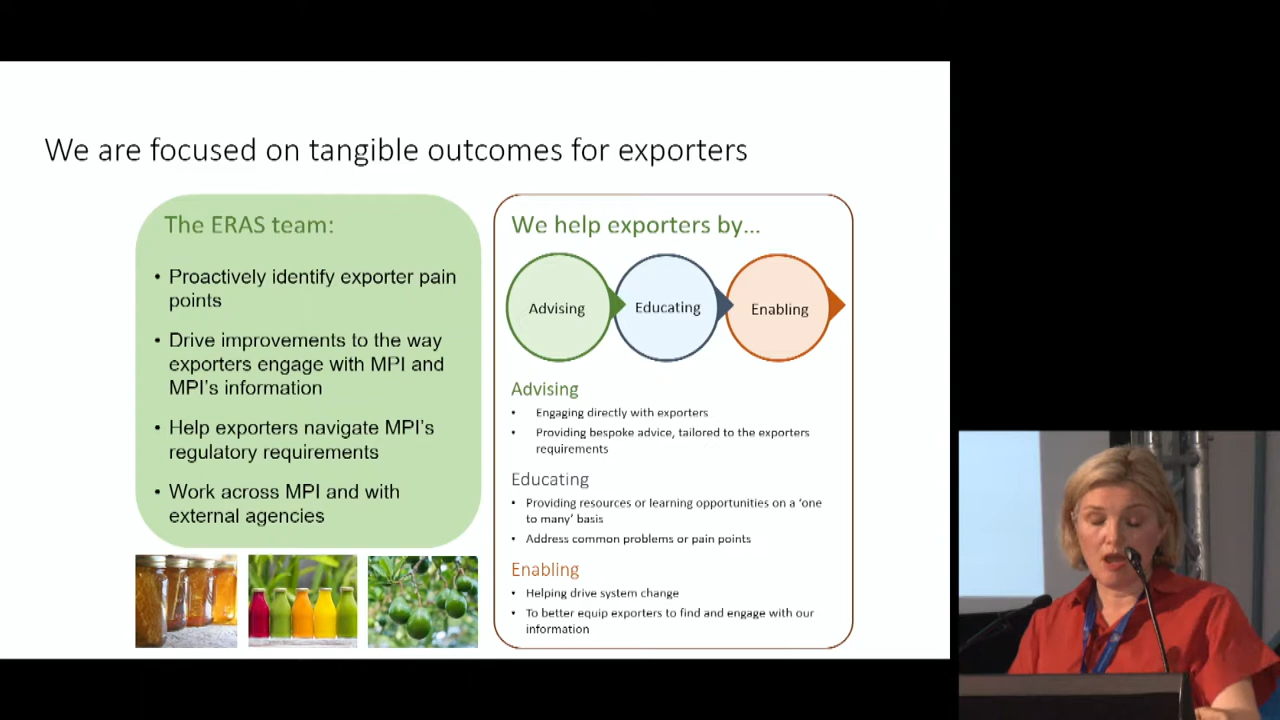 We are focused on tangible outcomes for exporters
The ERAS team:
• Proactively identify exporter pain
points
• Drive improvements to the way
exporters engage with MPI and
MPI's information
• Help exporters navigate MPI's
regulatory requirements
• Work across MPI and with
external agencies
We help exporters by...
Advising
Educating
Enabling
Advising
• Engaging directly with exporters
• Providing bespoke advice, tailored to the exporters
requirements
Educating
• Providing resources or learning opportunities on a 'one
to many' basis
• Address common problems or pain points
Enabling
• Helping drive system change
• To better equip exporters to find and engage with our
information